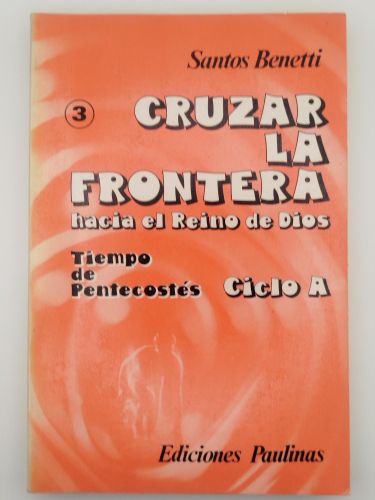 Santos Benetti
3 CRUZAR
LA
FRONTERA
hacia el Reino de Dios
Tiempo
de
Pentecostés Ciclo A
Ediciones Paulinas